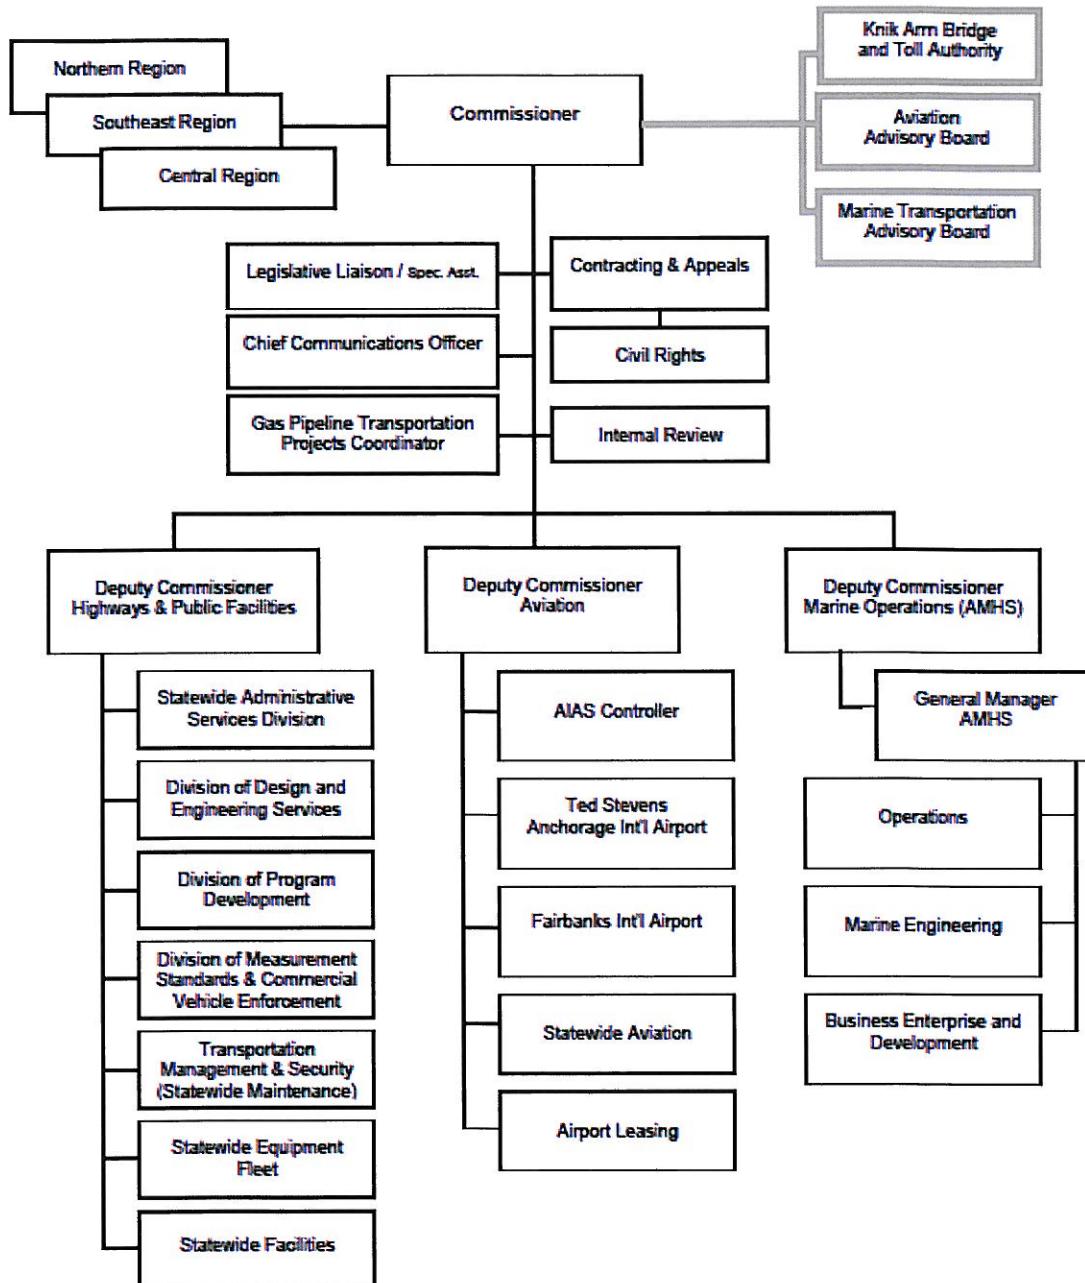 Northern Region
Southeast Region
Central Region
Commissioner
Knik Arm Bridge
and Toll Authority
Aviation
Advisory Board
Marine Transportation
Advisory Board
Legislative Liaison / Spec. Asst.
Contracting & Appeals
Chief Communications Officer
Civil Rights
Gas Pipeline Transportation
Projects Coordinator
Internal Review
Deputy Commissioner
Highways & Public Facilities
Statewide Administrative
Services Division
Division of Design and
Engineering Services
Division of Program
Development
Division of Measurement
Standards & Commercial
Vehicle Enforcement
Transportation
Management & Security
(Statewide Maintenance)
Statewide Equipment
Fleet
Statewide Facilities
Deputy Commissioner
Aviation
AIAS Controller
Ted Stevens
Anchorage Int'l Airport
Fairbanks Int'l Airport
Statewide Aviation
Airport Leasing
Deputy Commissioner
Marine Operations (AMHS)
General Manager
AMHS
Operations
Marine Engineering
Business Enterprise and
Development